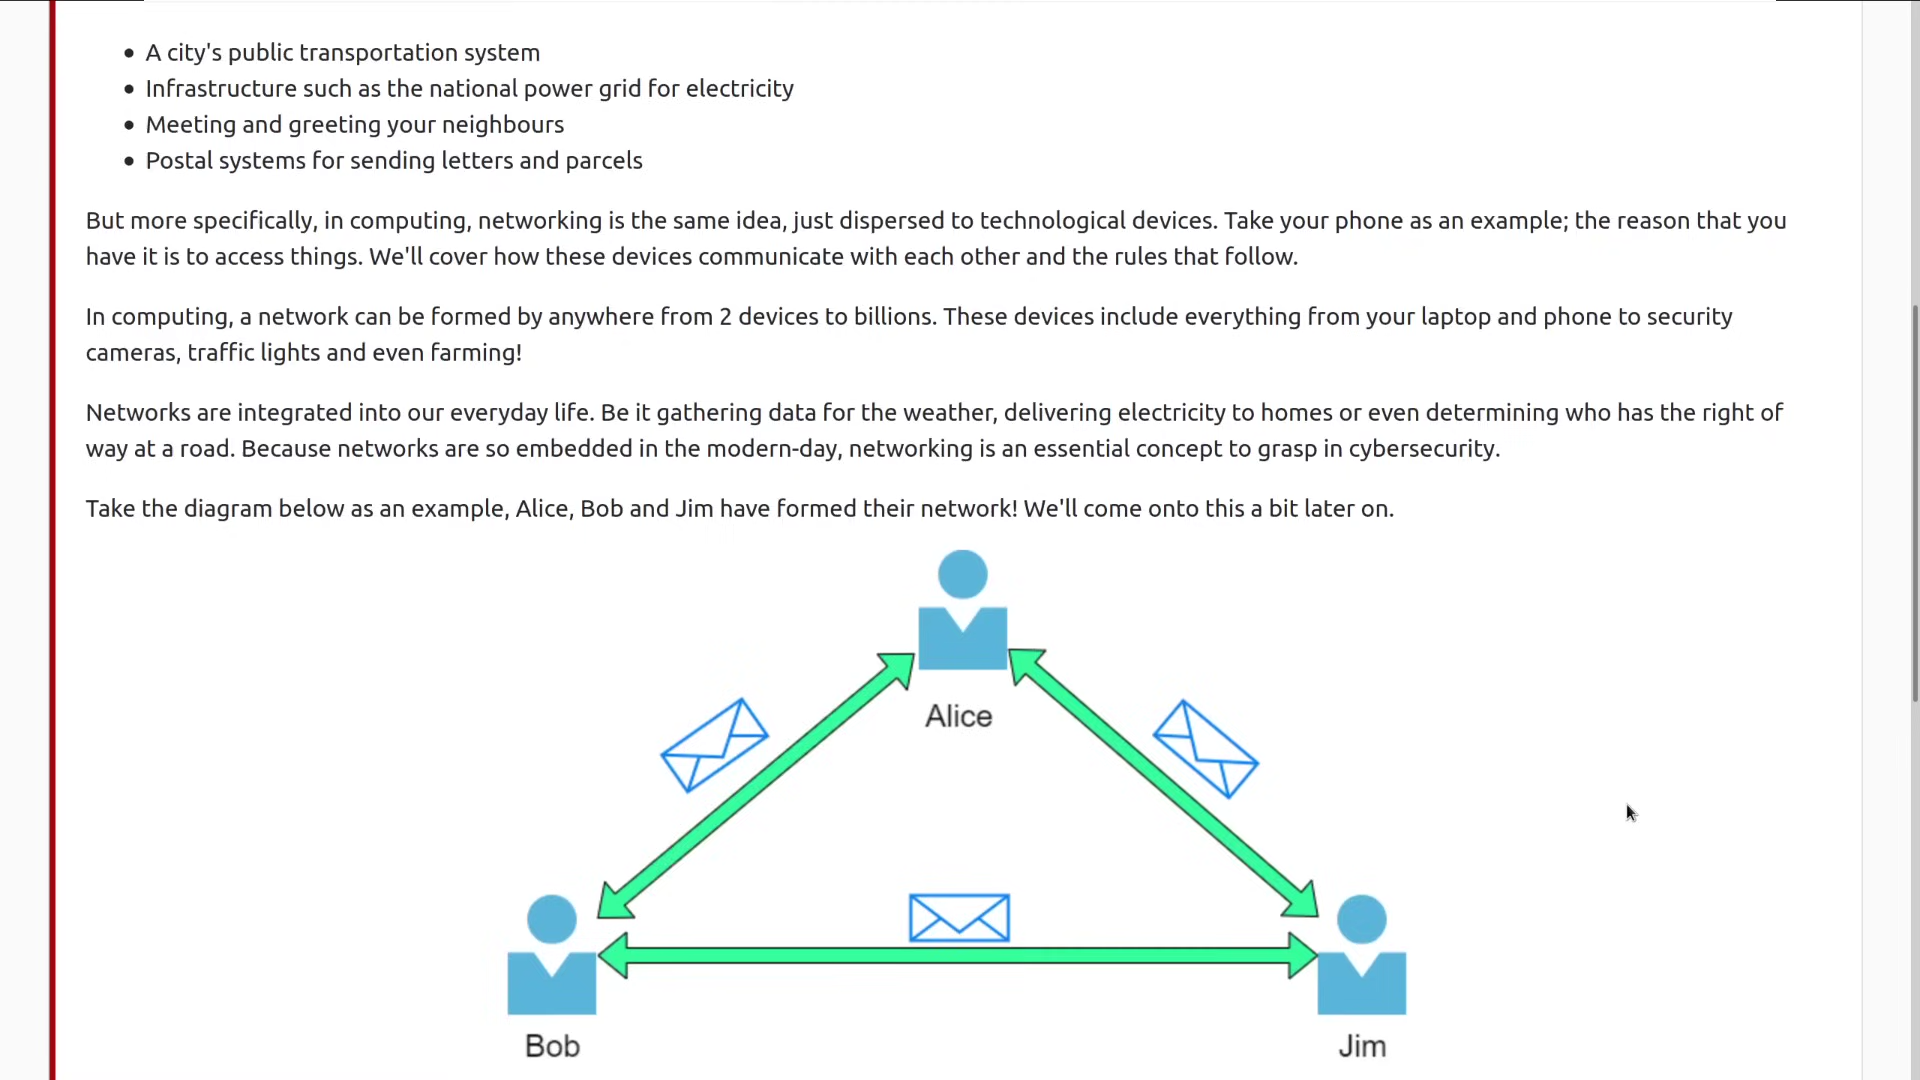 A city's public transportation system
Infrastructure such as the national power grid for electricity
Meeting and greeting your neighbours
Postal systems for sending letters and parcels
But more specifically, in computing, networking is the same idea, just dispersed to technological devices. Take your phone as an example; the reason that you
have it is to access things. We'll cover how these devices communicate with each other and the rules that follow.
In computing, a network can be formed by anywhere from 2 devices to billions. These devices include everything from your laptop and phone to security
cameras, traffic lights and even farming!
Networks are integrated into our everyday life. Be it gathering data for the weather, delivering electricity to homes or even determining who has the right of
way at a road. Because networks are so embedded in the modern-day, networking is an essential concept to grasp in cybersecurity.
Take the diagram below as an example, Alice, Bob and Jim have formed their network! We'll come onto this a bit later on.
Alice
Bob
Jim